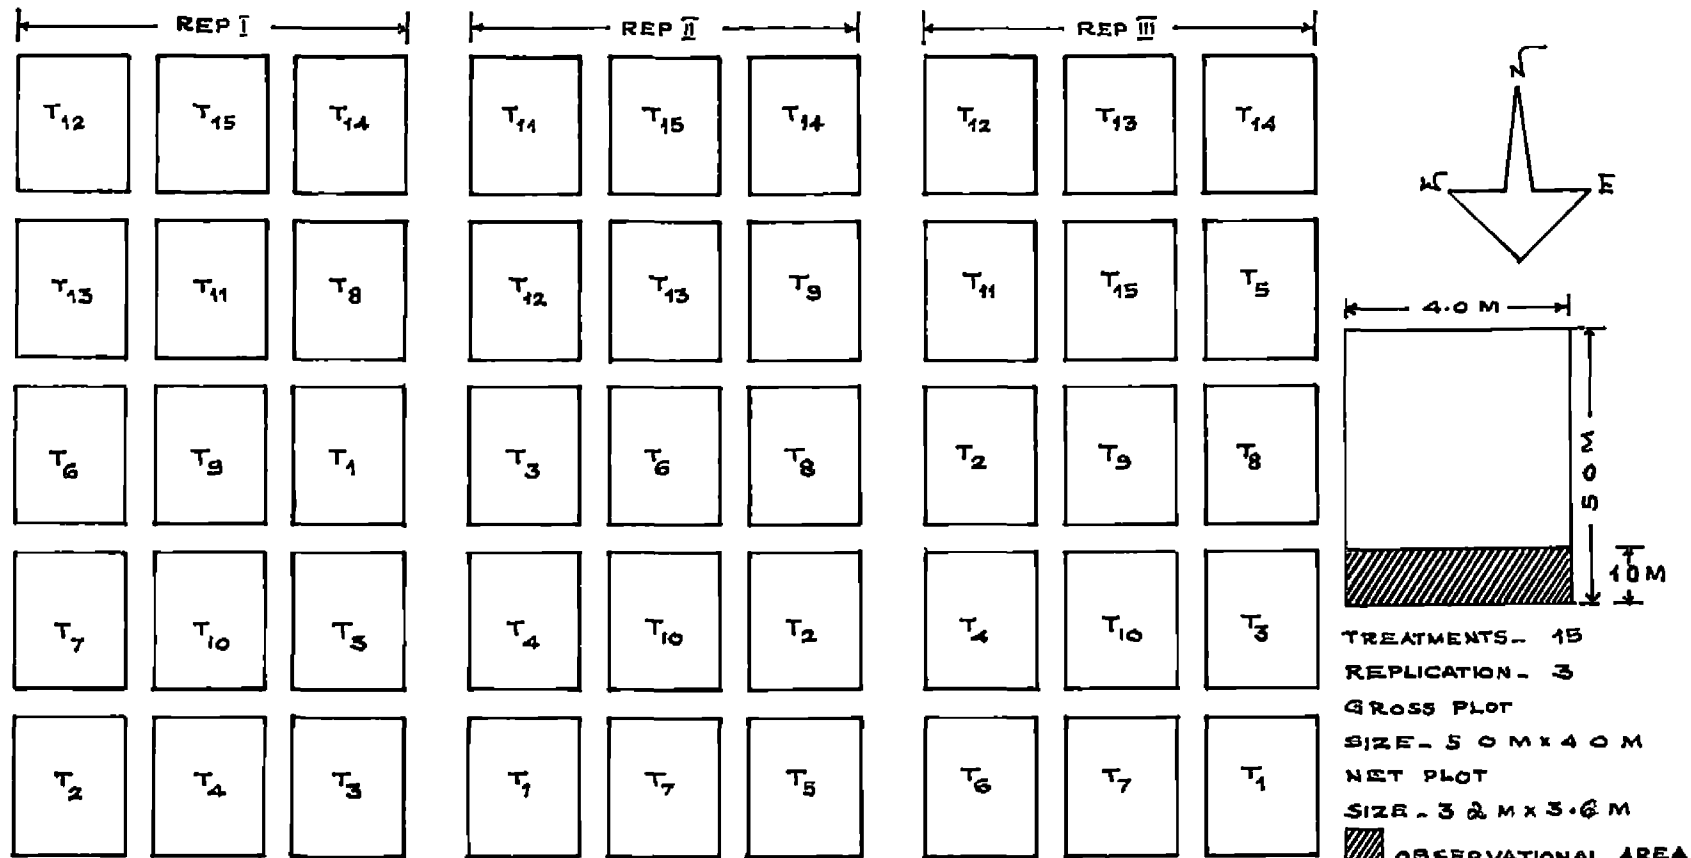 REP I REP II REP III
N
W E
T12 T15 T14 T11 T15 T14 T12 T13 T14
T13 T11 T8 T12 T13 T9 T11 T15 T5
4.0 M
T6 T9 T1 T3 T6 T8 T2 T9 T8
5 0 M
T7 T10 T3 T4 T10 T2 T4 T10 T3
1 0 M
T2 T4 T3 T1 T7 T5 T6 T7 T1
TREATMENTS- 15
REPLICATION- 3
GROSS PLOT
SIZE- 5 0 M X 4 0 M
NET PLOT
SIZE- 3 2 M X 3.6 M
OBSERVATIONAL AREA